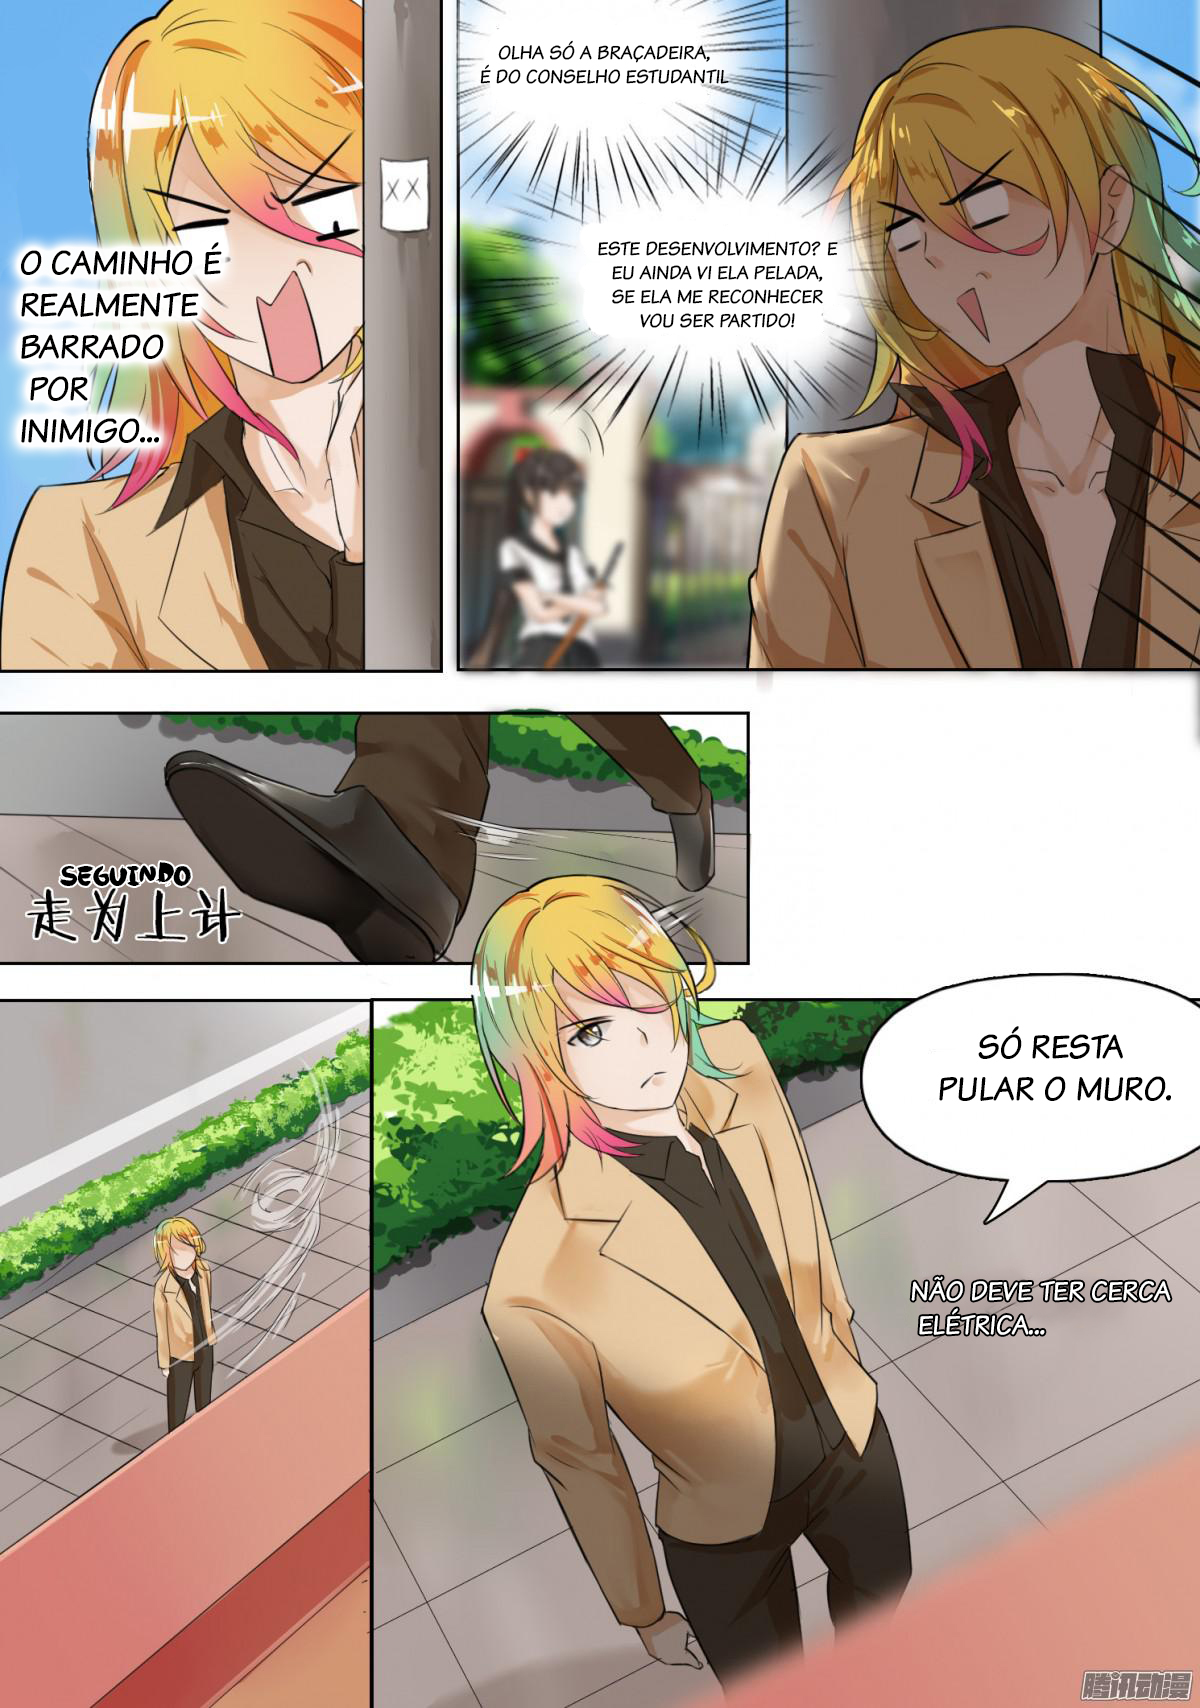 O CAMINHO É
REALMENTE
BARRADO
POR
INIMIGO...
XX
OLHA SÓ A BRAÇADEIRA,
É DO CONSELHO ESTUDANTIL
ESTE DESENVOLVIMENTO? E
EU AINDA VI ELA PELADA,
SE ELA ME RECONHECER
VOU SER PARTIDO!
SEGUINDO
走为上计
SÓ RESTA
PULAR O MURO.
NÃO DEVE TER CERCA
ELÉTRICA...
腾讯动漫